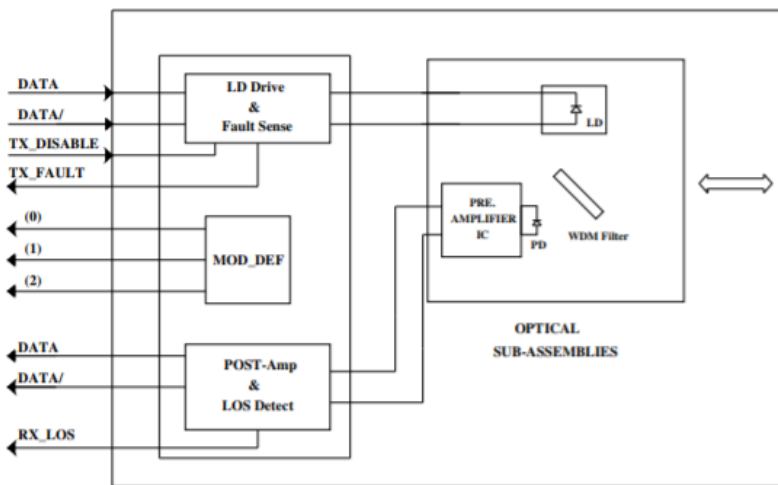 DATA
DATA/
TX_DISABLE
TX_FAULT
(0)
(1)
(2)
DATA
DATA/
RX_LOS
LD Drive
&
Fault Sense
MOD_DEF
POST-Amp
&
LOS Detect
LD
PRE.
AMPLIFIER
IC
PD
WDM Filter
OPTICAL
SUB-ASSEMBLIES